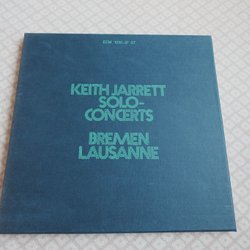 KEITH JARRETT
SOLO-
CONCERTS
BREMEN
LAUSANNE